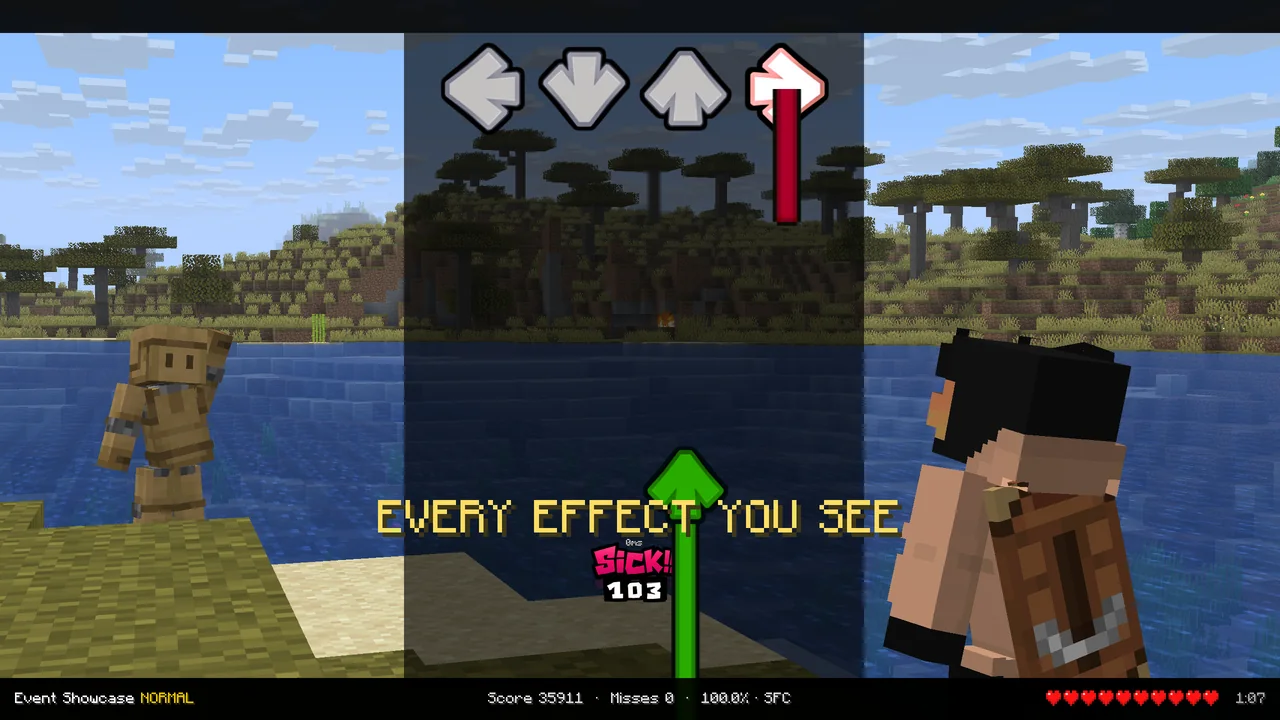 EVERY EFFECT YOU SEE
0ms
SiCK!!
103
Event Showcase NORMAL
Score 35911 · Misses 0 · 100.0% · SFC
1:07